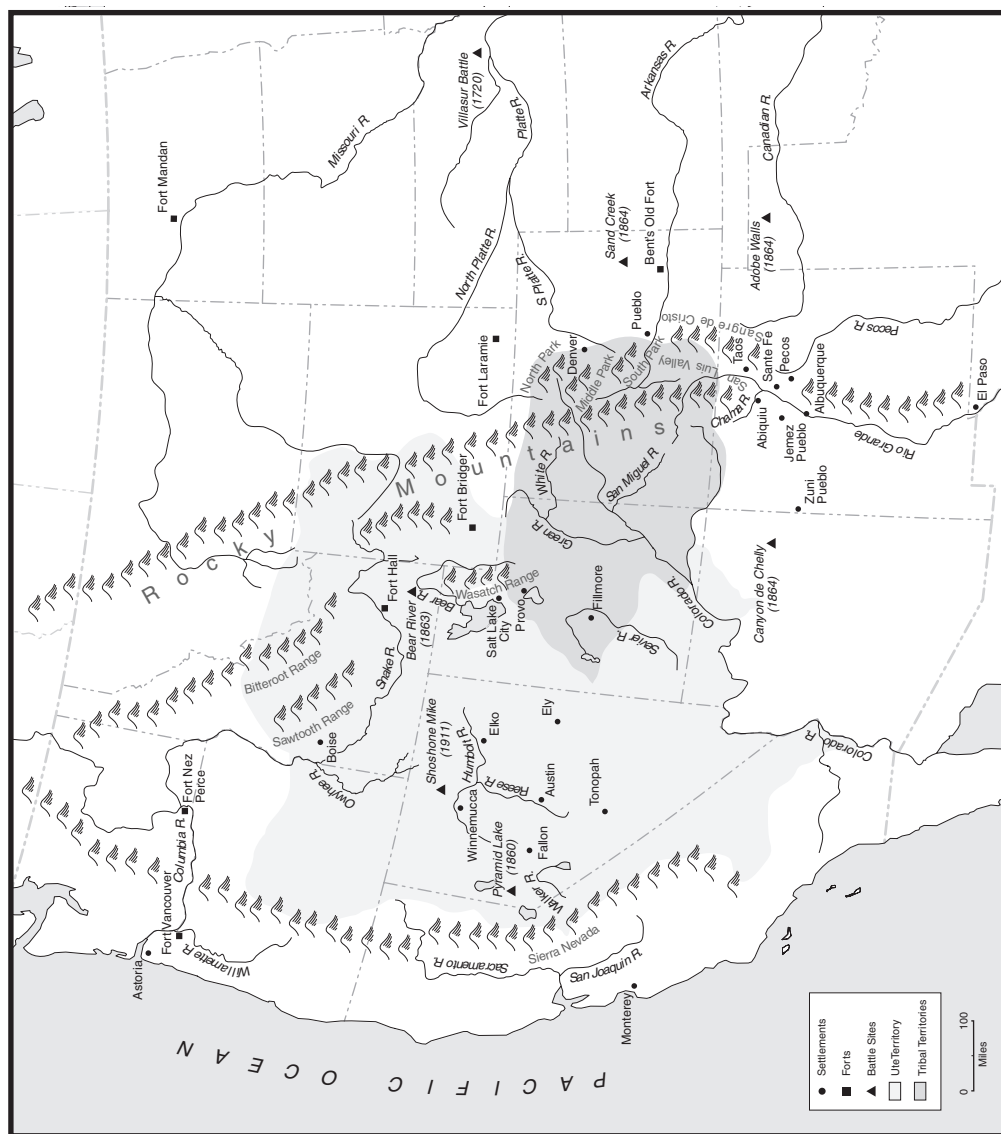 Villasur Battle
(1720)
Arkansas R.
Platte R.
Missouri R.
Canadian R.
Fort Mandan
Sand Creek
(1864)
Bent's Old Fort
Adobe Walls
(1864)
North Platte R.
S Platte R.
Fort Laramie
North Park
Denver
Middle Park
South Park
Pueblo
Sangre de Cristo
San Luis Valley
Taos
Sante Fe
Pecos
Pecos R.
Albuquerque
El Paso
Chama R.
Abiquiu
Jemez
Pueblo
Rio Grande
Zuni
Pueblo
Rocky Mountains
White R.
San Miguel R.
Green R.
Fort Bridger
Fort Hall
Bear River
(1863)
Bear R.
Wasatch Range
Salt Lake
City
Provo
Fillmore
Sevier R.
Colorado R.
Canyon de Chelly
(1864)
Bitteroot Range
Sawtooth Range
Snake R.
Boise
Owyhee R.
Shoshone Mike
(1911)
Humbolt R.
Elko
Ely
Winnemucca
Reese R.
Austin
Tonopah
Colorado
R.
Fort Nez
Perce
Columbia R.
Pyramid Lake
(1860)
Fallon
Walker R.
Fort Vancouver
Astoria
Willamette R.
Sacramento R.
Sierra Nevada
San Joaquin R.
Monterey
PACIFIC OCEAN
Settlements
Forts
Battle Sites
Ute Territory
Tribal Territories
0 100
Miles